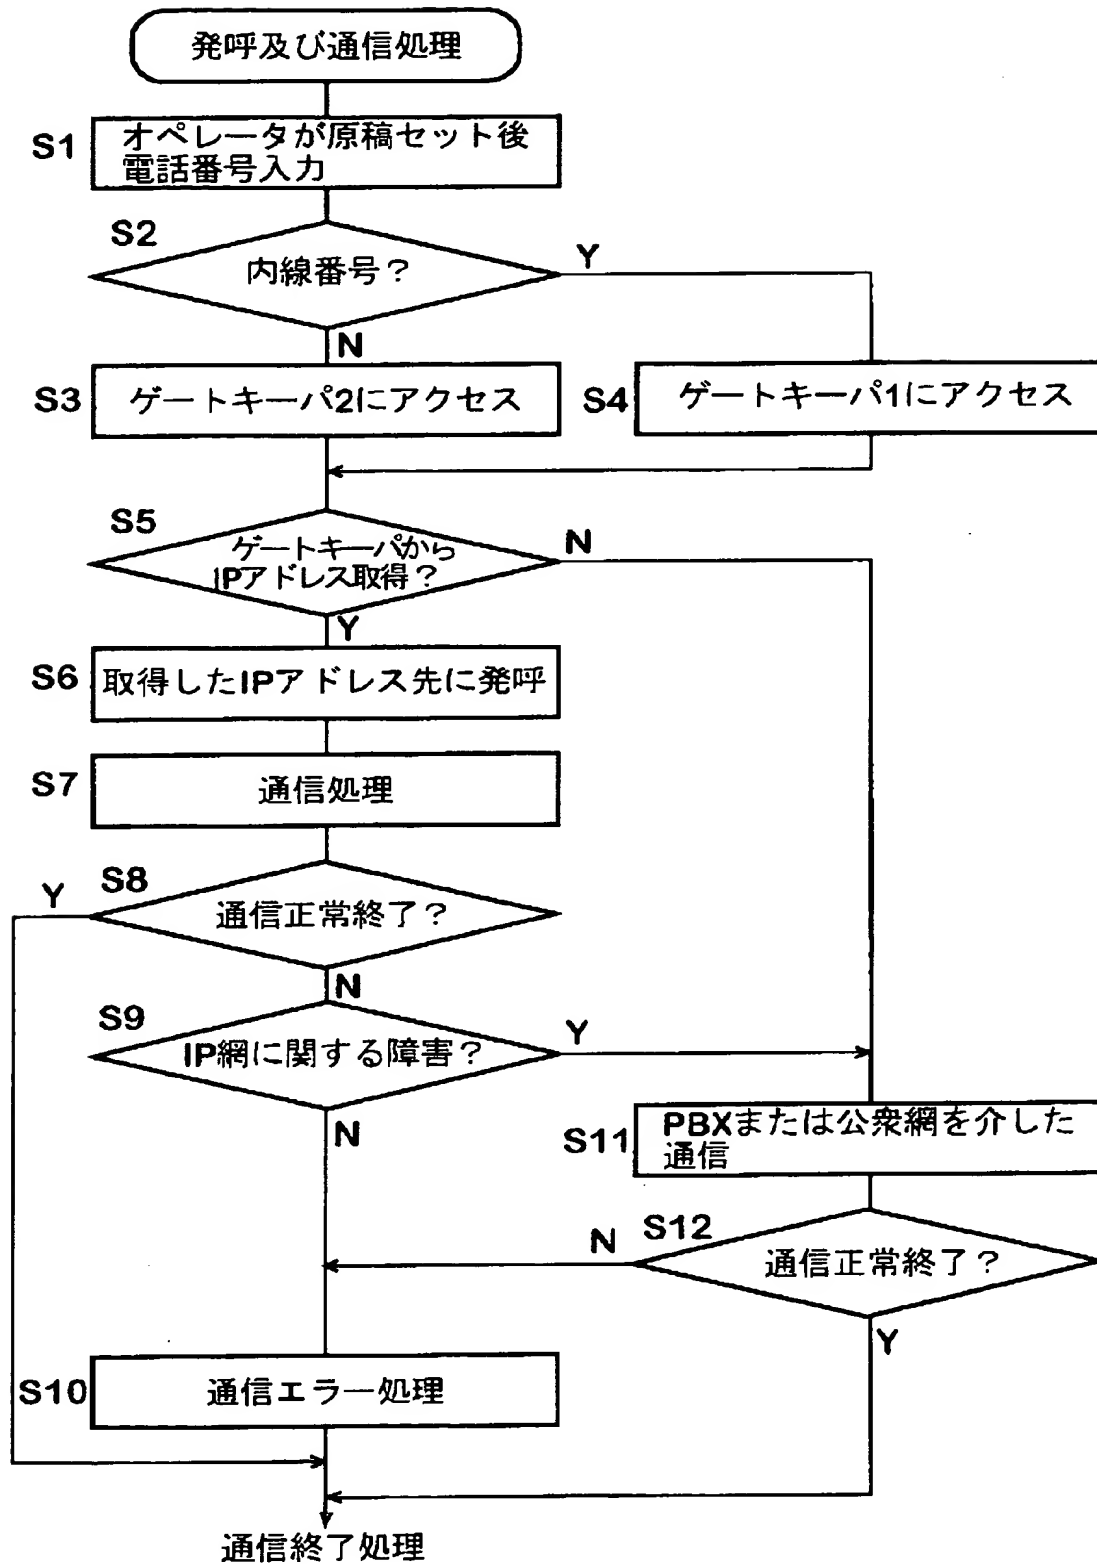 発呼及び通信処理
S1
オペレータが原稿セット後
電話番号入力
S2
内線番号？
Y
N
S3
ゲートキーパ2にアクセス
S4
ゲートキーパ1にアクセス
S5
ゲートキーパから
IPアドレス取得？
N
Y
S6
取得したIPアドレス先に発呼
S7
通信処理
S8
Y
通信正常終了？
N
S9
IP網に関する障害？
Y
N
S11
PBXまたは公衆網を介した
通信
S12
N
通信正常終了？
Y
S10
通信エラー処理
通信終了処理